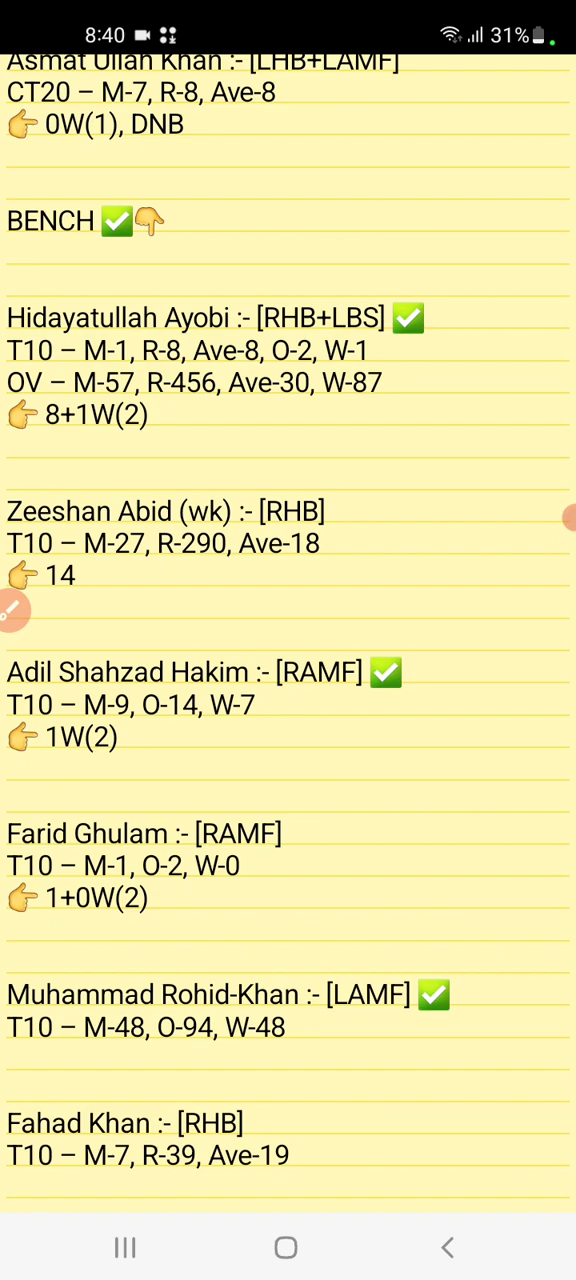 8:40 31%
Asmat Ullah Khan :- [LHB+LAMF]
CT20 – M-7, R-8, Ave-8
👉 0W(1), DNB
BENCH ✅👇
Hidayatullah Ayobi :- [RHB+LBS] ✅
T10 – M-1, R-8, Ave-8, O-2, W-1
OV – M-57, R-456, Ave-30, W-87
👉 8+1W(2)
Zeeshan Abid (wk) :- [RHB]
T10 – M-27, R-290, Ave-18
👉 14
Adil Shahzad Hakim :- [RAMF] ✅
T10 – M-9, O-14, W-7
👉 1W(2)
Farid Ghulam :- [RAMF]
T10 – M-1, O-2, W-0
👉 1+0W(2)
Muhammad Rohid-Khan :- [LAMF] ✅
T10 – M-48, O-94, W-48
Fahad Khan :- [RHB]
T10 – M-7, R-39, Ave-19